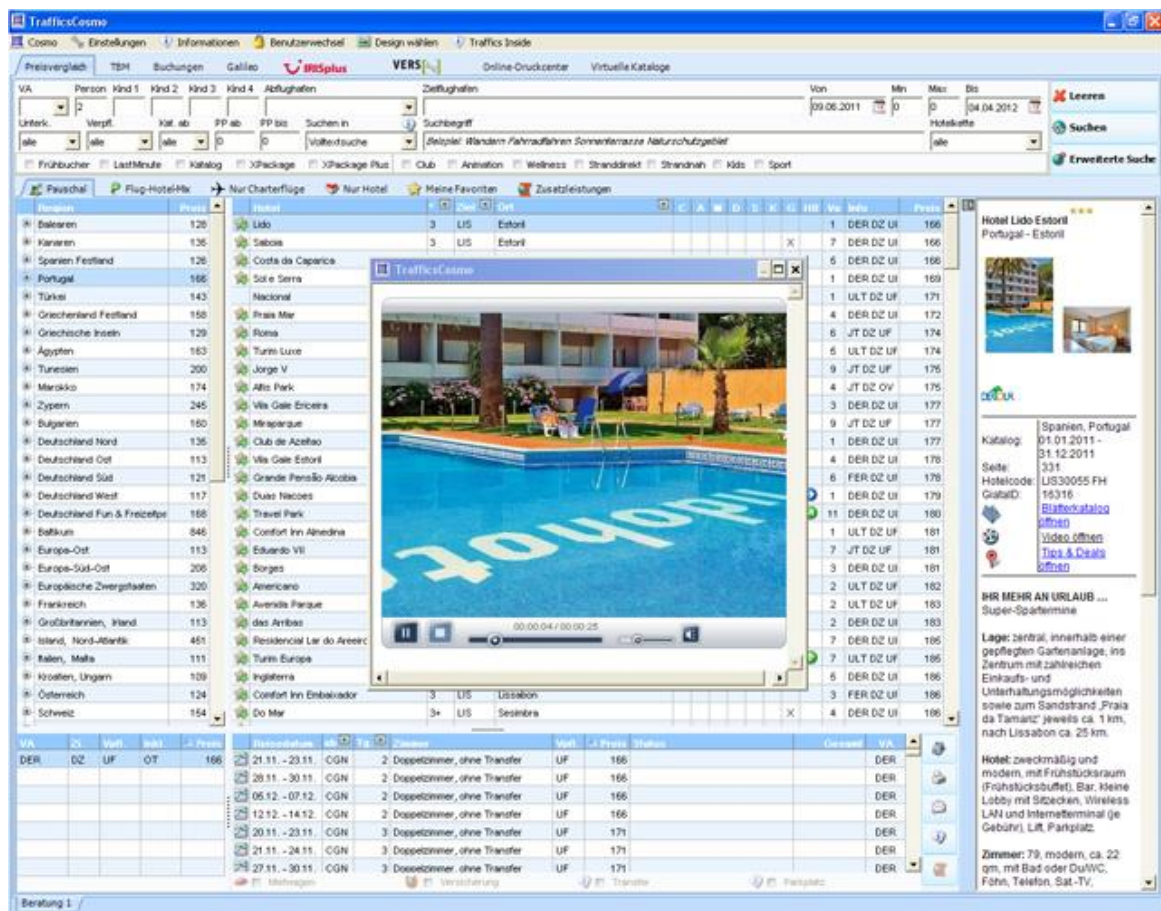 TrafficsCosmo
Cosmo Einstellungen Informationen Benutzerwechsel Design wählen Traffics Inside
Preisvergleich TBM Buchungen Galileo IRISplus VERS Online-Druckcenter Virtuelle Kataloge
VA Person Kind 1 Kind 2 Kind 3 Kind 4 Abflughafen Zielflughafen Von Min Max Bis
2 09.06.2011 0 0 04.04.2012
Leeren
Unterk. Verpfl. Kat. ab PP ab PP bis Suchen in Suchbegriff Hotelkette
alle alle alle 0 0 Volltextsuche Beispiel: Wandern Fahrradfahren Sonnenterrasse Naturschutzgebiet alle
Suchen
Frühbucher LastMinute Katalog XPackage XPackage Plus Club Animation Wellness Stranddirekt Strandnah Kids Sport
Erweiterte Suche
Pauschal Flug-Hotel-Mix Nur Charterflüge Nur Hotel Meine Favoriten Zusatzleistungen
Region Preis
Balearen 128
Kanaren 136
Spanien Festland 126
Portugal 166
Türkei 143
Griechenland Festland 158
Griechische Inseln 129
Ägypten 163
Tunesien 200
Marokko 174
Zypern 245
Bulgarien 160
Deutschland Nord 135
Deutschland Ost 113
Deutschland Süd 121
Deutschland West 117
Deutschland Fun & Freizeitpa 168
Baltikum 846
Europa-Ost 113
Europa-Süd-Ost 208
Europäische Zwergstaaten 320
Frankreich 136
Großbritannien, Irland 113
Island, Nord-Atlantik 461
Italien, Malta 111
Kroatien, Ungarn 109
Österreich 124
Schweiz 154
Hotel Ziel Ort C A W D S K G HB Va Info Preis
Lido 3 LIS Estoril 1 DER DZ UI 166
Saboia 3 LIS Estoril X 7 DER DZ UI 166
Costa da Caparica 6 DER DZ UI 166
Sol e Serra 1 DER DZ UI 169
Nacional 1 ULT DZ UF 171
Praia Mar 4 DER DZ UI 172
Roma 6 JT DZ UF 174
Turim Luxe 6 ULT DZ UF 174
Jorge V 9 JT DZ UF 175
Altis Park 4 JT DZ OV 175
Vila Gale Ericeira 3 DER DZ UI 177
Miraparque 9 JT DZ UF 177
Club de Azeitao 1 DER DZ UI 177
Vila Gale Estoril 4 DER DZ UI 178
Grande Pensão Alcobia 6 FER DZ UI 178
Duas Nacoes 1 DER DZ UI 179
Travel Park 11 DER DZ UI 180
Comfort Inn Almedina 1 ULT DZ UF 181
Eduardo VII 7 JT DZ UF 181
Borges 3 DER DZ UI 181
Americano 2 ULT DZ UF 182
Avenida Parque 2 ULT DZ UF 183
das Arribas 2 DER DZ UI 183
Residencial Lar do Areeiro 7 DER DZ UI 185
Turim Europa 7 ULT DZ UF 185
Inglaterra 5 DER DZ UI 186
Comfort Inn Embaixador 3 LIS Lissabon 3 FER DZ UI 186
Do Mar 3+ LIS Sesimbra X 4 DER DZ UI 186
TrafficsCosmo
lidohot
00:00:04 / 00:00:25
Hotel Lido Estoril
Portugal - Estoril
DERTOUR
Katalog: Spanien, Portugal
01.01.2011 -
31.12.2011
Seite: 331
Hotelcode: LIS30055 FH
GiataID: 16316
Blätterkatalog
öffnen
Video öffnen
Tips & Deals
öffnen
IHR MEHR AN URLAUB ...
Super-Spartermine
Lage: zentral, innerhalb einer
gepflegten Gartenanlage, ins
Zentrum mit zahlreichen
Einkaufs- und
Unterhaltungsmöglichkeiten
sowie zum Sandstrand „Praia
da Tamariz“ jeweils ca. 1 km,
nach Lissabon ca. 25 km.
Hotel: zweckmäßig und
modern, mit Frühstücksraum
(Frühstücksbuffet), Bar, kleine
Lobby mit Sitzecken, Wireless
LAN und Internetterminal (je
Gebühr), Lift, Parkplatz.
Zimmer: 79, modern, ca. 22
qm, mit Bad oder Du/WC,
Föhn, Telefon, Sat.-TV,
VA Zi. Verfl. Inkl. Preis
DER DZ UF OT 166
Reisedatum ab Tg Zimmer Verfl. Preis Status Gesamt VA
21.11. - 23.11. CGN 2 Doppelzimmer, ohne Transfer UF 166 DER
28.11. - 30.11. CGN 2 Doppelzimmer, ohne Transfer UF 166 DER
05.12. - 07.12. CGN 2 Doppelzimmer, ohne Transfer UF 166 DER
12.12. - 14.12. CGN 2 Doppelzimmer, ohne Transfer UF 166 DER
20.11. - 23.11. CGN 3 Doppelzimmer, ohne Transfer UF 171 DER
21.11. - 24.11. CGN 3 Doppelzimmer, ohne Transfer UF 171 DER
27.11. - 30.11. CGN 3 Doppelzimmer, ohne Transfer UF 171 DER
Mietwagen Versicherung Transfer Parkplatz
Beratung 1